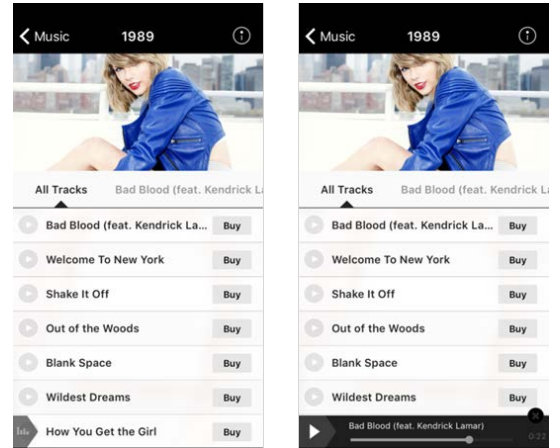 Music 1989
All Tracks Bad Blood (feat. Kendrick L
Bad Blood (feat. Kendrick La... Buy
Welcome To New York Buy
Shake It Off Buy
Out of the Woods Buy
Blank Space Buy
Wildest Dreams Buy
How You Get the Girl Buy
Music 1989
All Tracks Bad Blood (feat. Kendrick L
Bad Blood (feat. Kendrick La... Buy
Welcome To New York Buy
Shake It Off Buy
Out of the Woods Buy
Blank Space Buy
Wildest Dreams Buy
Bad Blood (feat. Kendrick Lamar)
0:22